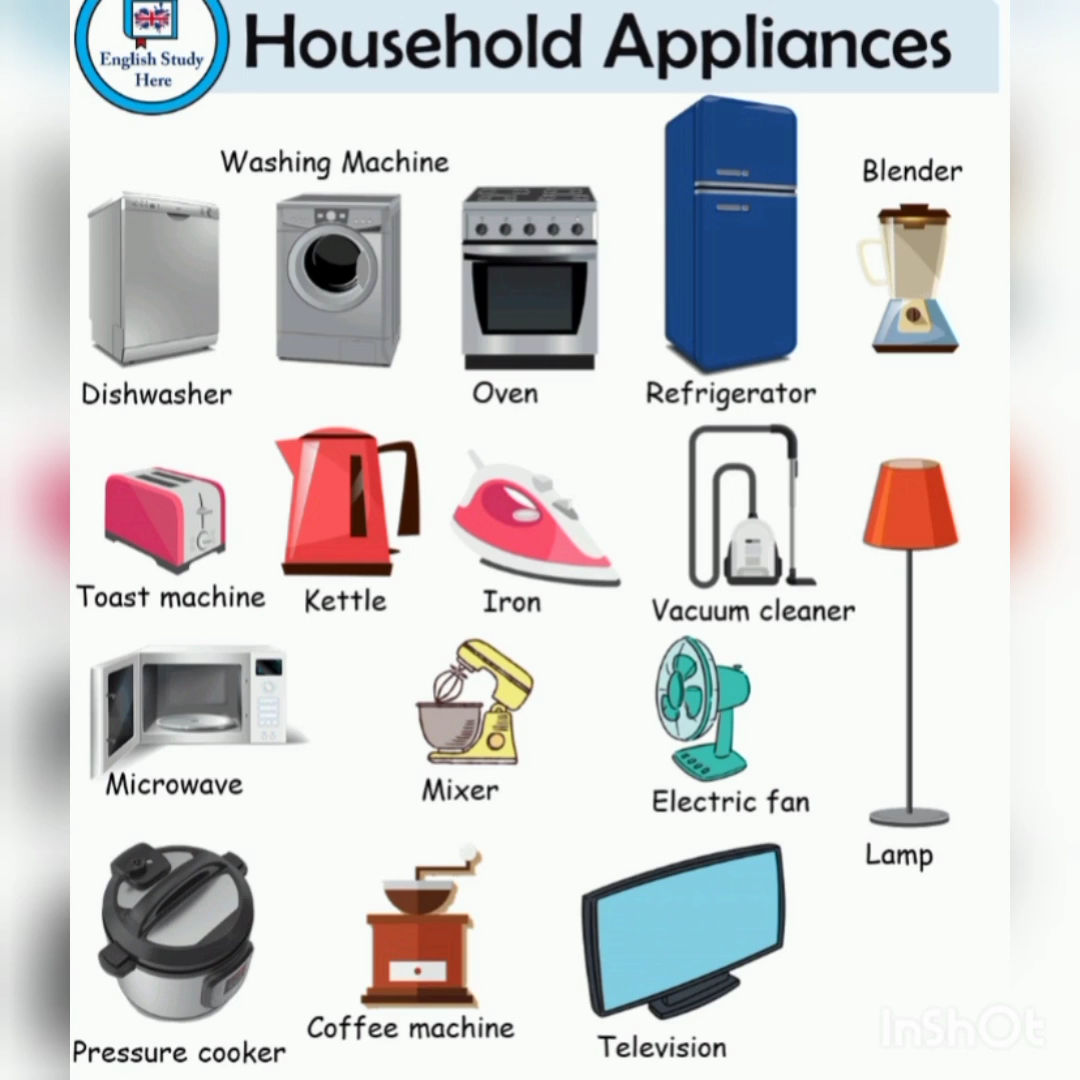 English Study
Here
Household Appliances
Washing Machine
Blender
Dishwasher
Oven
Refrigerator
Toast machine
Kettle
Iron
Vacuum cleaner
Microwave
Mixer
Electric fan
Lamp
Pressure cooker
Coffee machine
Television
InShOt